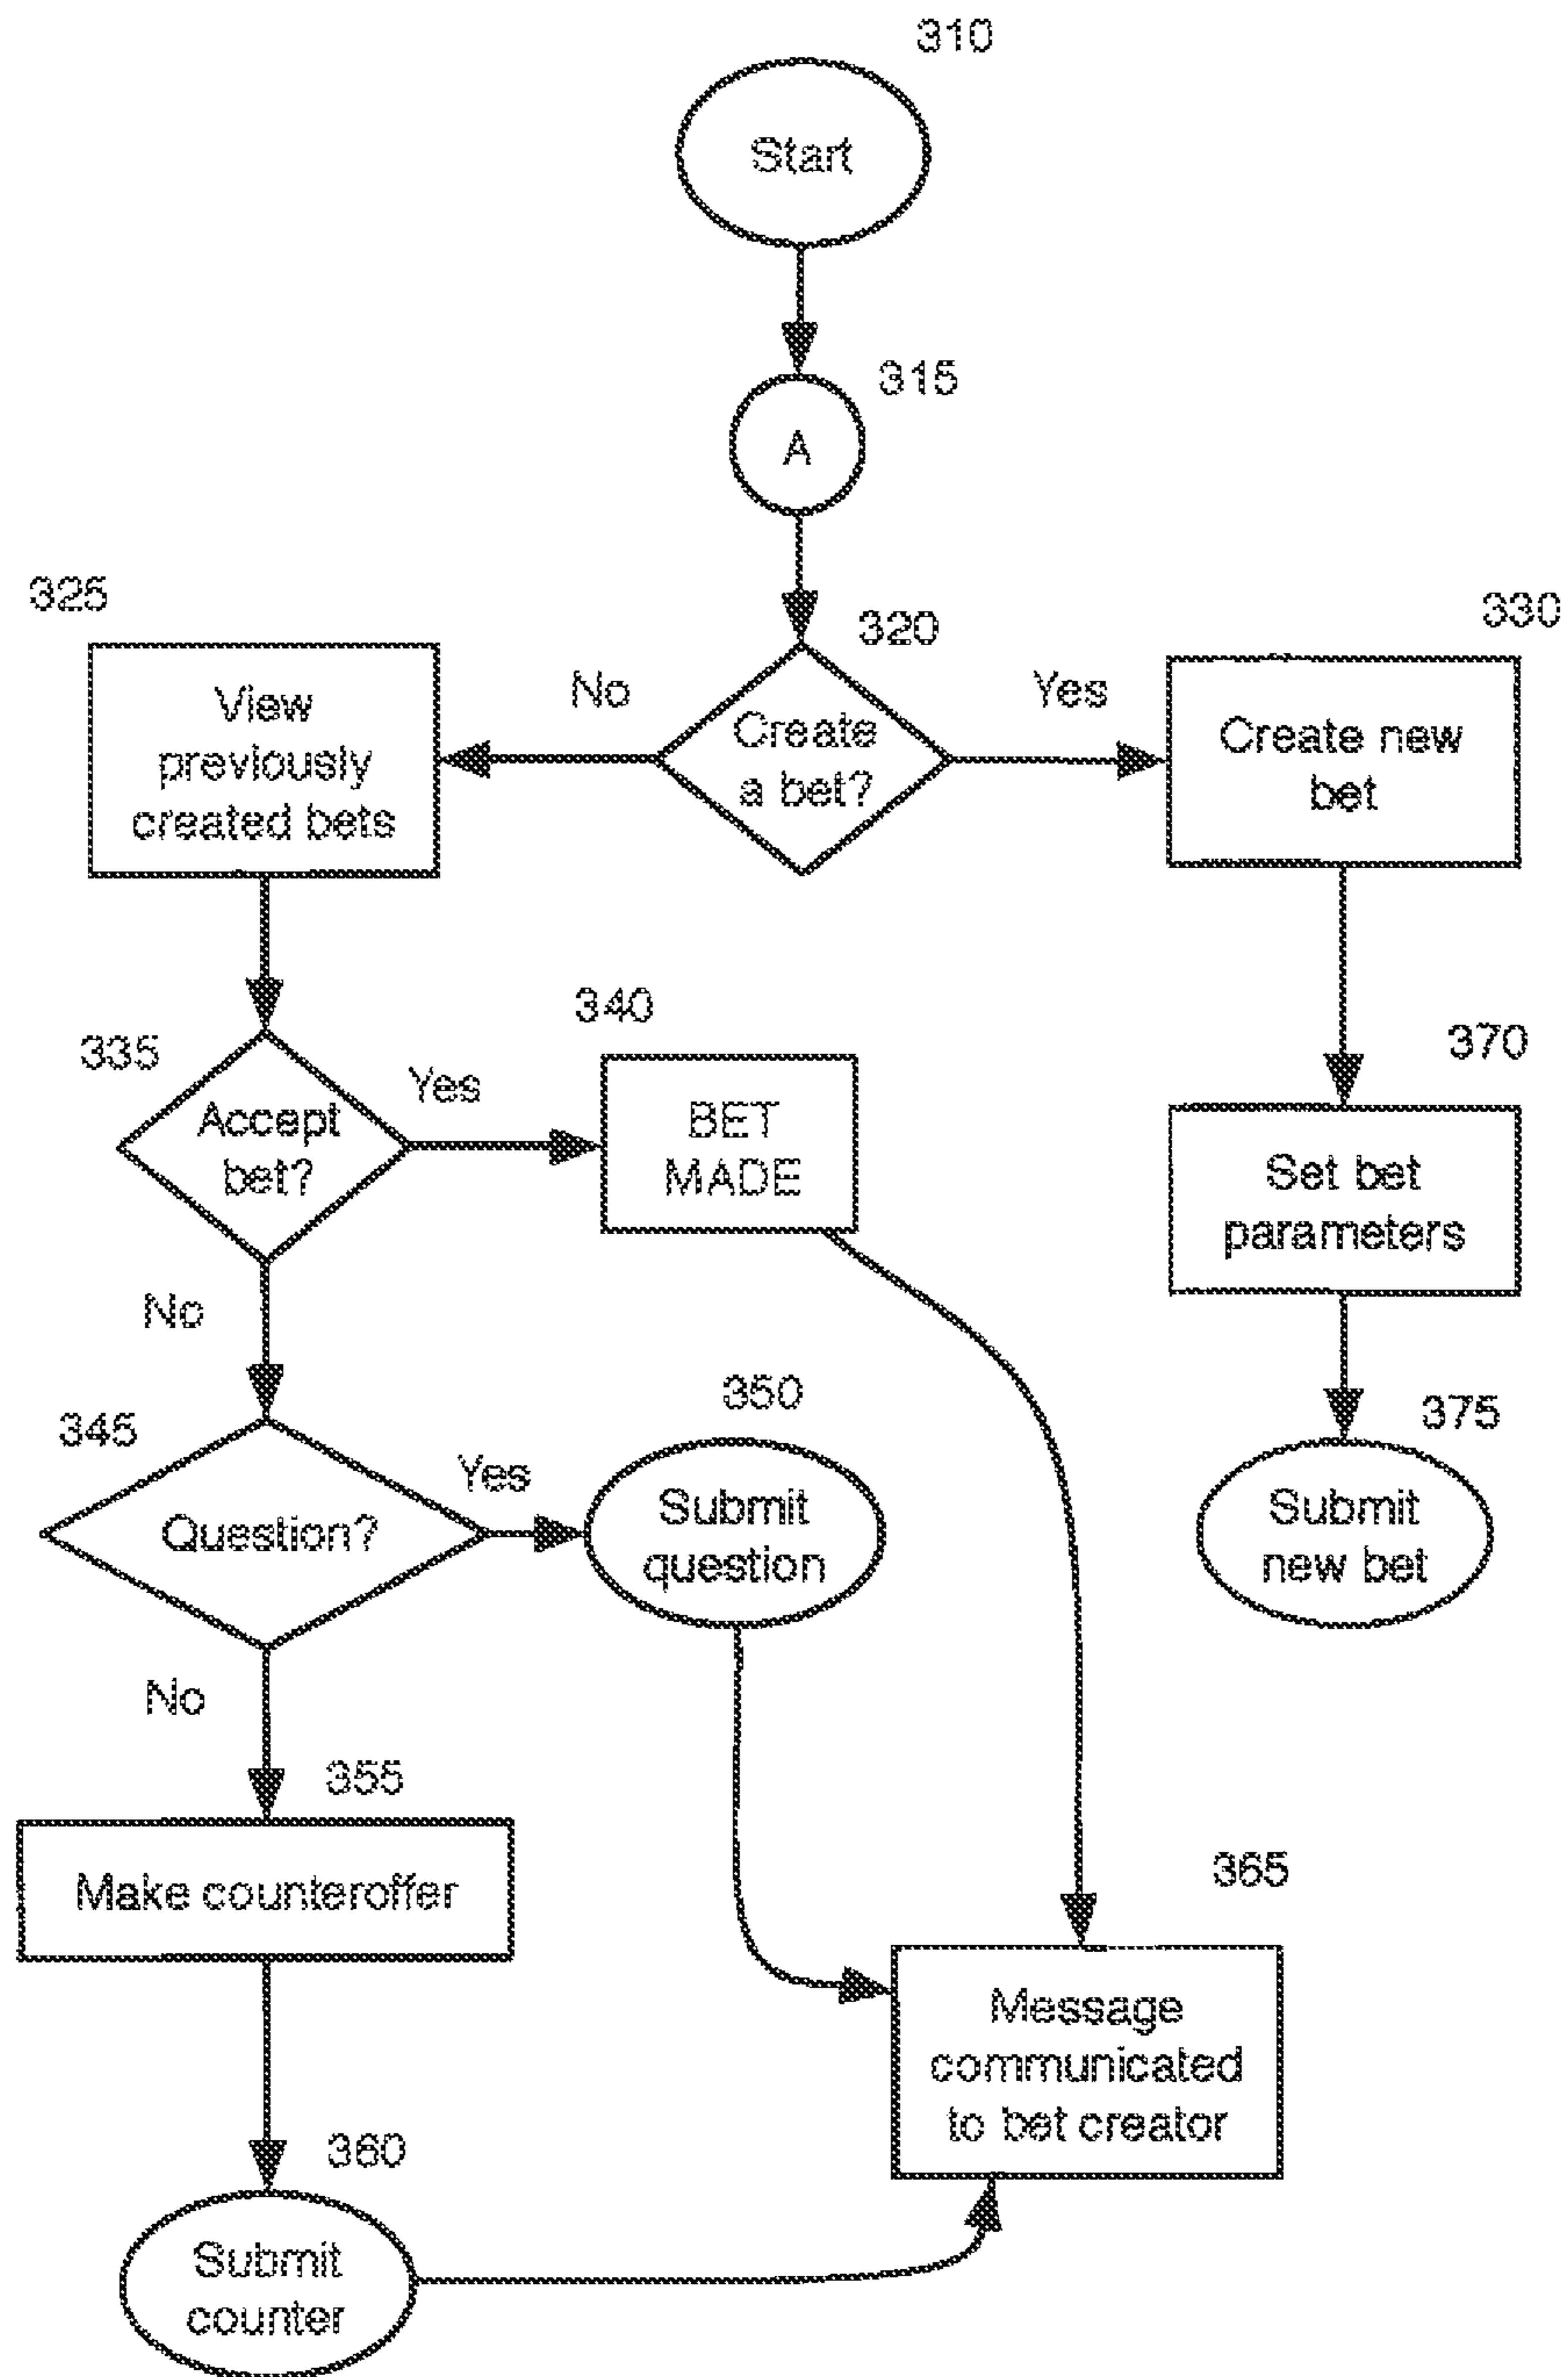 310
Start
315
A
320
Create
a bet?
No
Yes
325
View
previously
created bets
330
Create new
bet
335
Accept
bet?
Yes
No
340
BET
MADE
370
Set bet
parameters
345
Question?
Yes
No
350
Submit
question
375
Submit
new bet
355
Make counteroffer
365
Message
communicated
to bet creator
360
Submit
counter